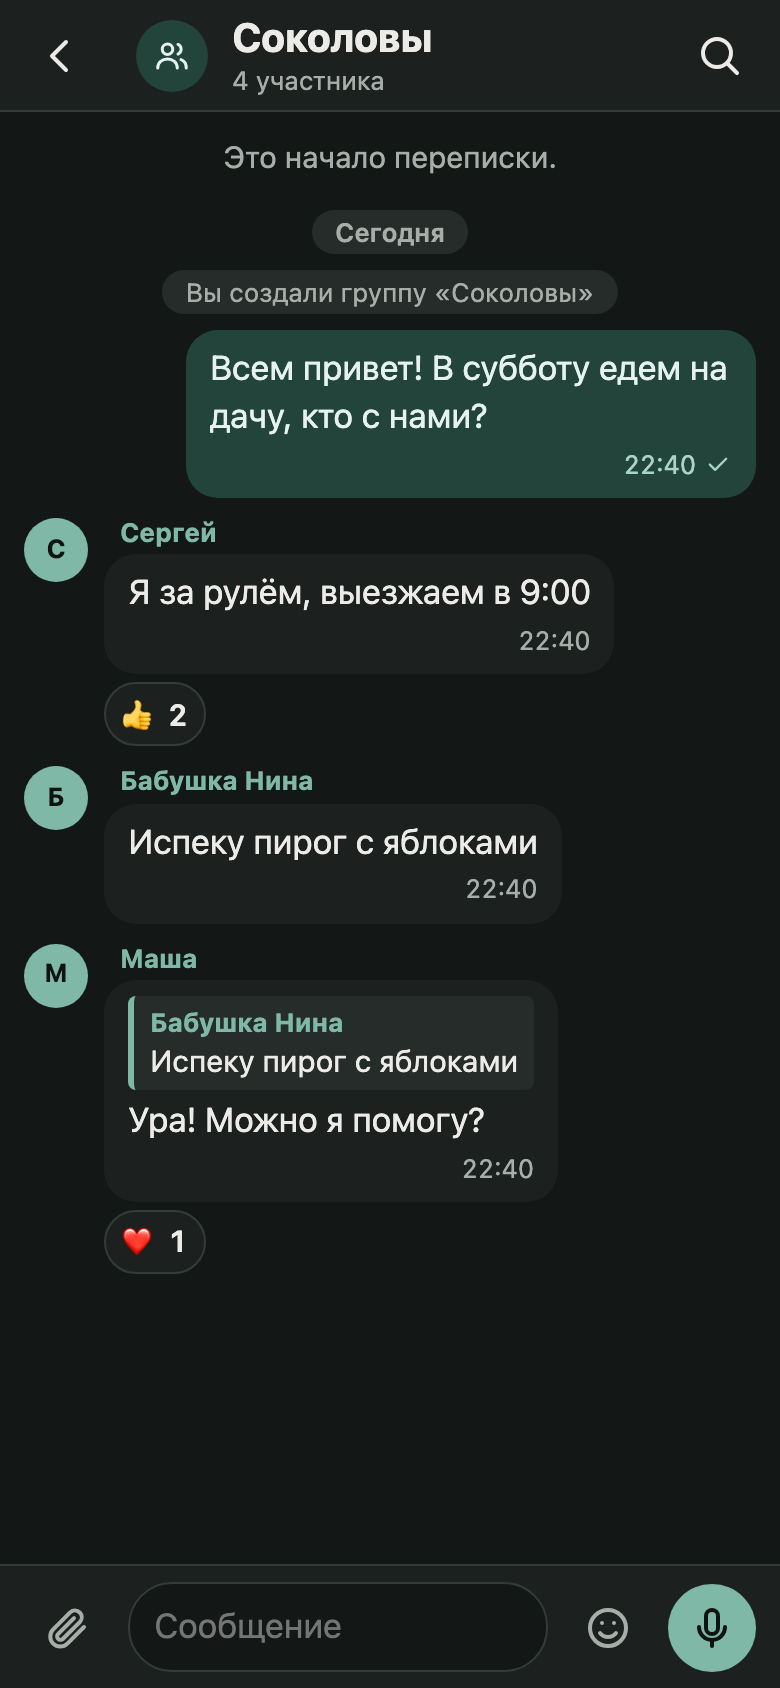 Соколовы
4 участника
Это начало переписки.
Сегодня
Вы создали группу «Соколовы»
Всем привет! В субботу едем на
дачу, кто с нами?
22:40
С
Сергей
Я за рулём, выезжаем в 9:00
22:40
👍 2
Б
Бабушка Нина
Испеку пирог с яблоками
22:40
М
Маша
Бабушка Нина
Испеку пирог с яблоками
Ура! Можно я помогу?
22:40
❤️ 1
Сообщение